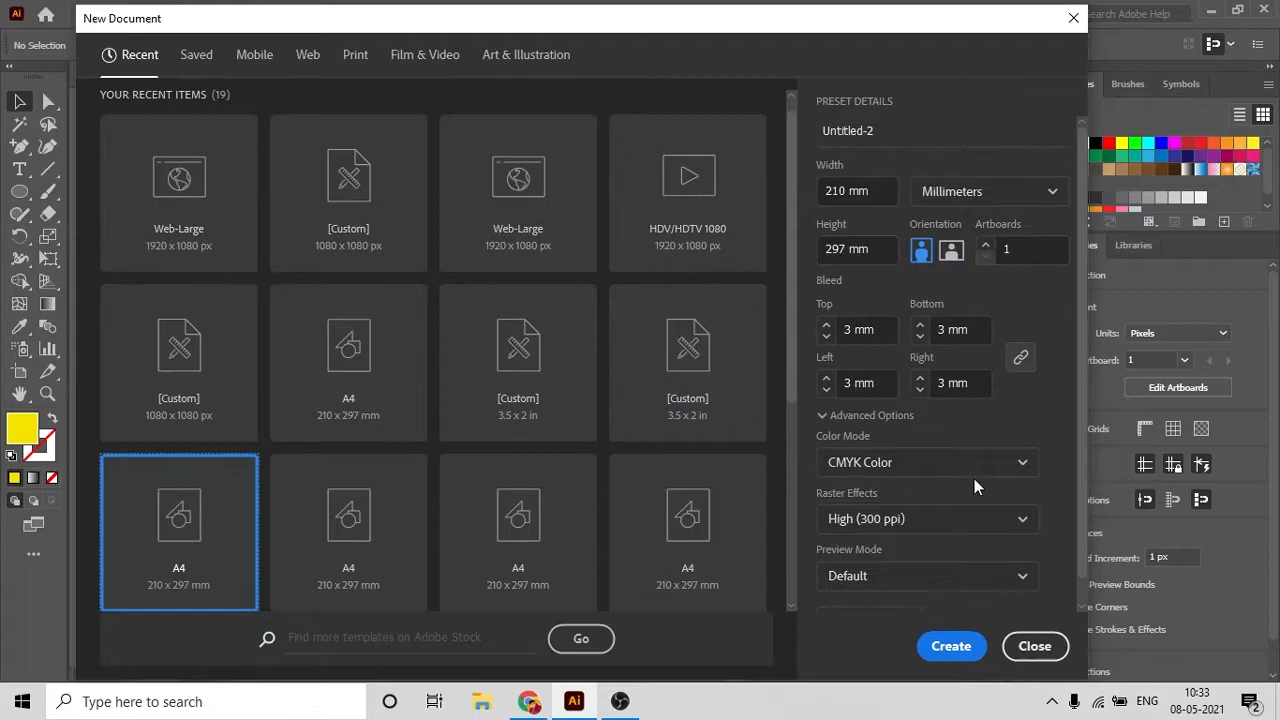 Ai
New Document
Search Adobe Help
No Selection
Recent
Saved
Mobile
Web
Print
Film & Video
Art & Illustration
Brushes
Symbols
YOUR RECENT ITEMS (19)
PRESET DETAILS
Untitled-2
Width
210 mm
Millimeters
Height
Orientation
Artboards
297 mm
1
Bleed
Top
Bottom
3 mm
3 mm
Left
Right
3 mm
3 mm
Advanced Options
Color Mode
CMYK Color
Raster Effects
High (300 ppi)
Preview Mode
Default
Create
Close
Web-Large
1920 x 1080 px
[Custom]
1080 x 1080 px
Web-Large
1920 x 1080 px
HDV/HDTV 1080
1920 x 1080 px
[Custom]
1080 x 1080 px
A4
210 x 297 mm
[Custom]
3.5 x 2 in
[Custom]
3.5 x 2 in
A4
210 x 297 mm
A4
210 x 297 mm
A4
210 x 297 mm
A4
210 x 297 mm
Find more templates on Adobe Stock
Go
Libraries
Units:
Pixels
1
Edit Artboards
Grids
1 px
Preview Bounds
Strokes & Effects
Type here to search
Ai
ENG
10:33
08-05-2021
2